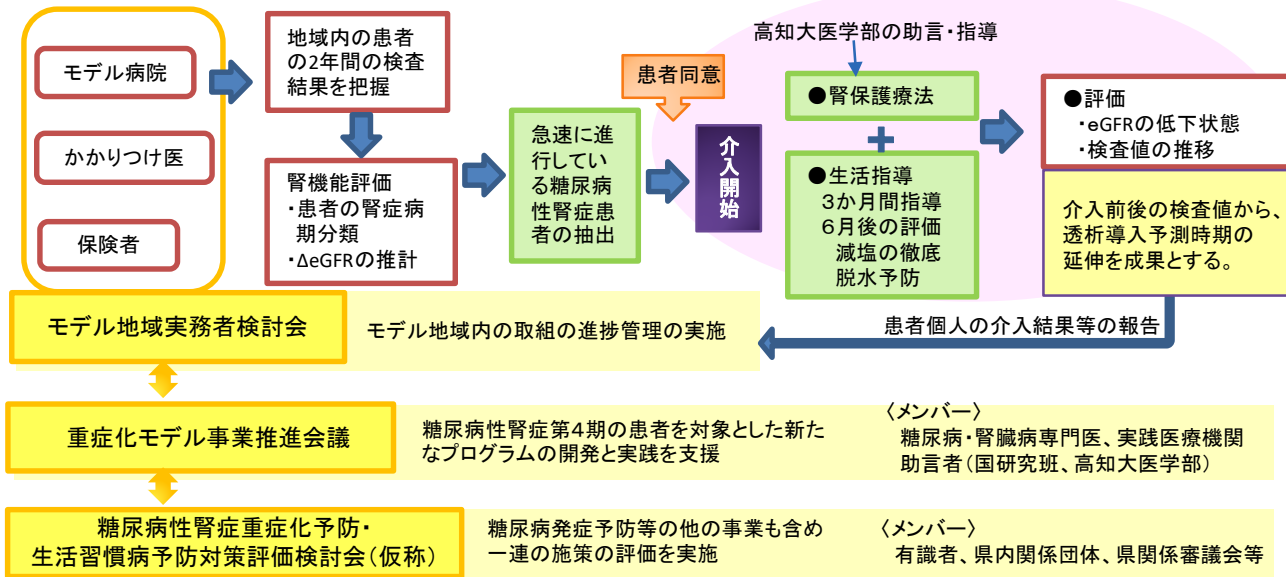 モデル病院
かかりつけ医
保険者
地域内の患者
の2年間の検査
結果を把握
腎機能評価
・患者の腎症病
期分類
・ΔeGFRの推計
急速に進
行してい
る糖尿病
性腎症患
者の抽出
患者同意
介入開始
高知大医学部の助言・指導
●腎保護療法
+
●生活指導
3か月間指導
6月後の評価
減塩の徹底
脱水予防
●評価
・eGFRの低下状態
・検査値の推移
介入前後の検査値から、
透析導入予測時期の
延伸を成果とする。
患者個人の介入結果等の報告
モデル地域実務者検討会
モデル地域内の取組の進捗管理の実施
重症化モデル事業推進会議
糖尿病性腎症第4期の患者を対象とした新た
なプログラムの開発と実践を支援
〈メンバー〉
糖尿病・腎臓病専門医、実践医療機関
助言者(国研究班、高知大医学部)
糖尿病性腎症重症化予防・
生活習慣病予防対策評価検討会(仮称)
糖尿病発症予防等の他の事業も含め
一連の施策の評価を実施
〈メンバー〉
有識者、県内関係団体、県関係審議会等